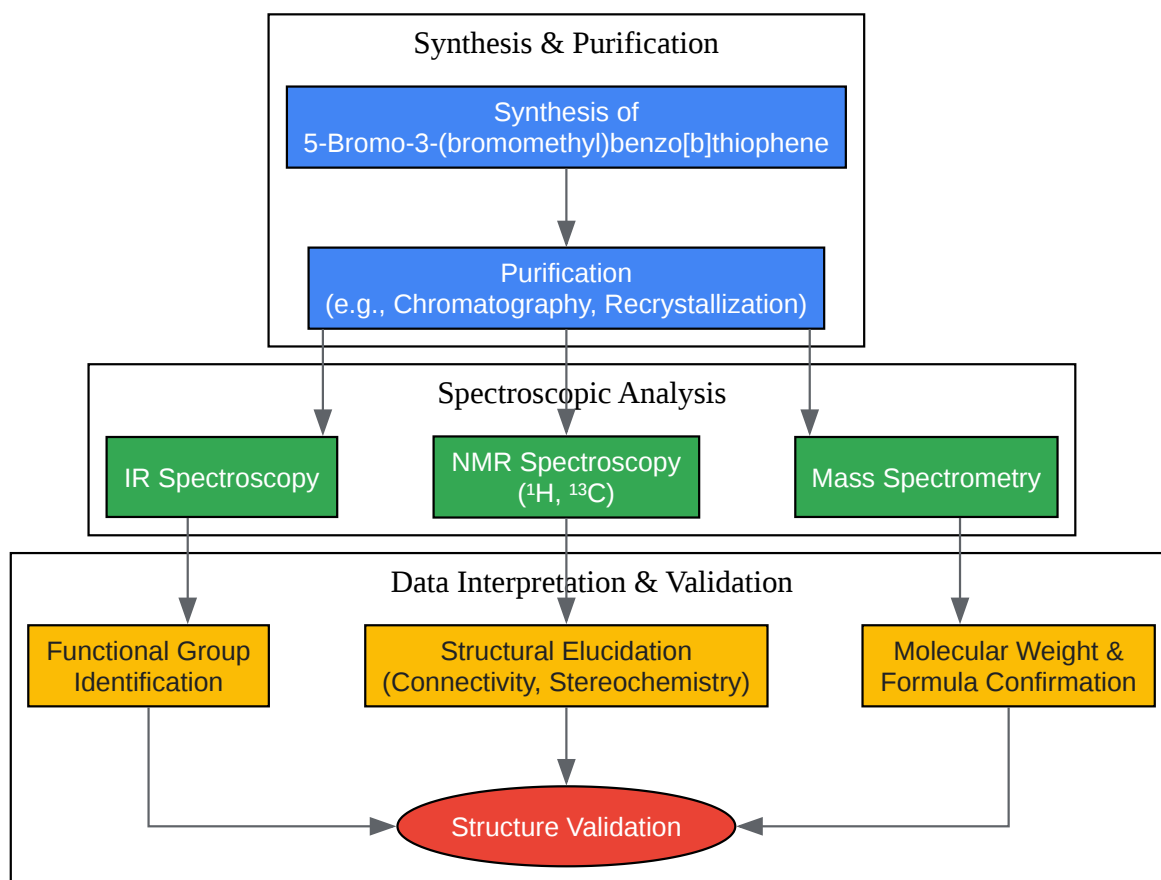 Synthesis & Purification
Synthesis of
5-Bromo-3-(bromomethyl)benzo[b]thiophene
Purification
(e.g., Chromatography, Recrystallization)
Spectroscopic Analysis
IR Spectroscopy
NMR Spectroscopy
(¹H, ¹³C)
Mass Spectrometry
Data Interpretation & Validation
Functional Group
Identification
Structural Elucidation
(Connectivity, Stereochemistry)
Molecular Weight &
Formula Confirmation
Structure Validation